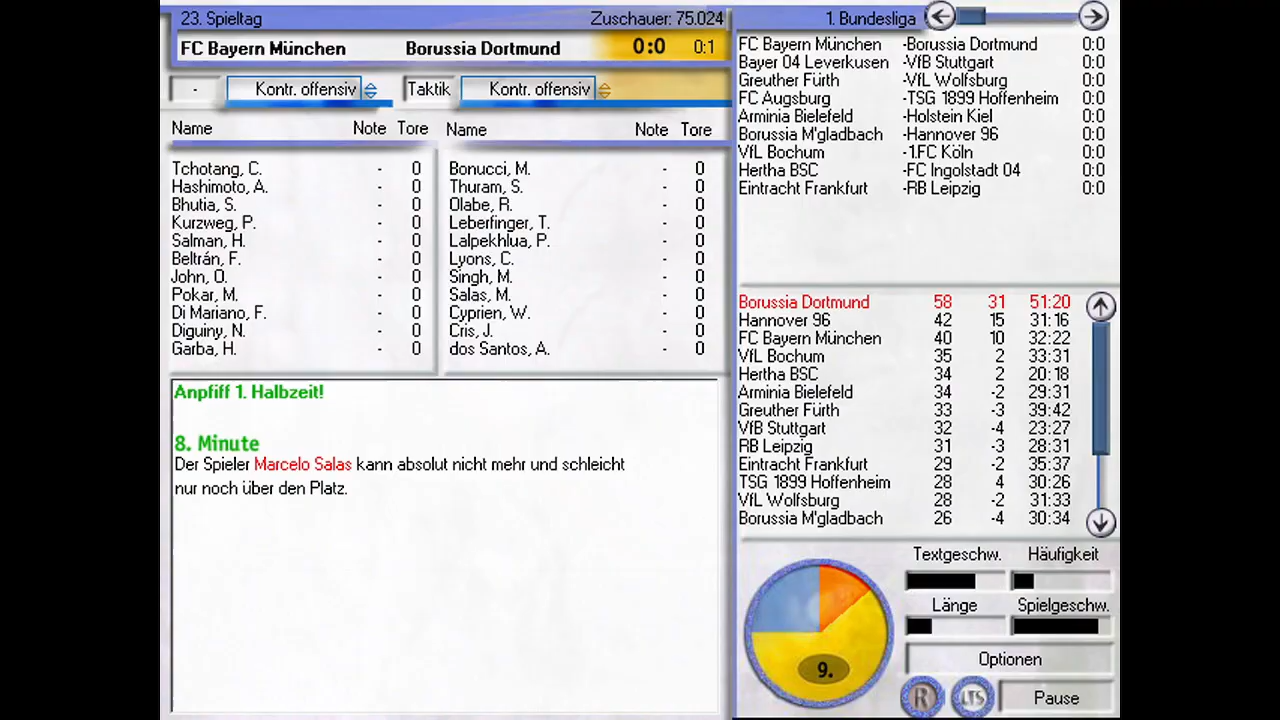 23. Spieltag Zuschauer: 75.024
FC Bayern München Borussia Dortmund 0:0 0:1
- Kontr. offensiv Taktik Kontr. offensiv
Name Note Tore Name Note Tore
Tchotang, C. - 0 Bonucci, M. - 0
Hashimoto, A. - 0 Thuram, S. - 0
Bhutia, S. - 0 Olabe, R. - 0
Kurzweg, P. - 0 Leberfinger, T. - 0
Salman, H. - 0 Lalpekhlua, P. - 0
Beltrán, F. - 0 Lyons, C. - 0
John, O. - 0 Singh, M. - 0
Pokar, M. - 0 Salas, M. - 0
Di Mariano, F. - 0 Cyprien, W. - 0
Diguiny, N. - 0 Cris, J. - 0
Garba, H. - 0 dos Santos, A. - 0
Anpfiff 1. Halbzeit!
8. Minute
Der Spieler Marcelo Salas kann absolut nicht mehr und schleicht
nur noch über den Platz.
1. Bundesliga
FC Bayern München -Borussia Dortmund 0:0
Bayer 04 Leverkusen -VfB Stuttgart 0:0
Greuther Fürth -VfL Wolfsburg 0:0
FC Augsburg -TSG 1899 Hoffenheim 0:0
Arminia Bielefeld -Holstein Kiel 0:0
Borussia M'gladbach -Hannover 96 0:0
VfL Bochum -1.FC Köln 0:0
Hertha BSC -FC Ingolstadt 04 0:0
Eintracht Frankfurt -RB Leipzig 0:0
Borussia Dortmund 58 31 51:20
Hannover 96 42 15 31:16
FC Bayern München 40 10 32:22
VfL Bochum 35 2 33:31
Hertha BSC 34 2 20:18
Arminia Bielefeld 34 -2 29:31
Greuther Fürth 33 -3 39:42
VfB Stuttgart 32 -4 23:27
RB Leipzig 31 -3 28:31
Eintracht Frankfurt 29 -2 35:37
TSG 1899 Hoffenheim 28 4 30:26
VfL Wolfsburg 28 -2 31:33
Borussia M'gladbach 26 -4 30:34
Textgeschw. Häufigkeit
Länge Spielgeschw.
9.
Optionen
R LTS Pause